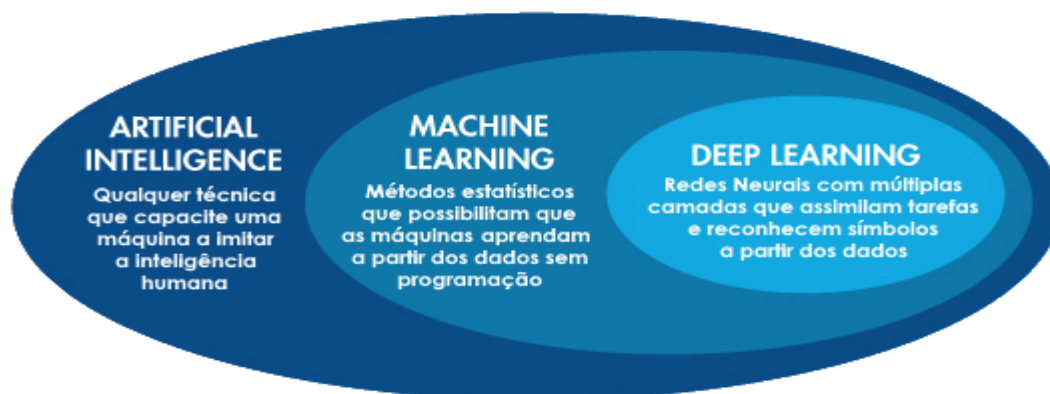 ARTIFICIAL
INTELLIGENCE
Qualquer técnica
que capacite uma
máquina a imitar
a inteligência
humana
MACHINE
LEARNING
Métodos estatísticos
que possibilitam que
as máquinas aprendam
a partir dos dados sem
programação
DEEP LEARNING
Redes Neurais com múltiplas
camadas que assimilam tarefas
e reconhecem símbolos
a partir dos dados